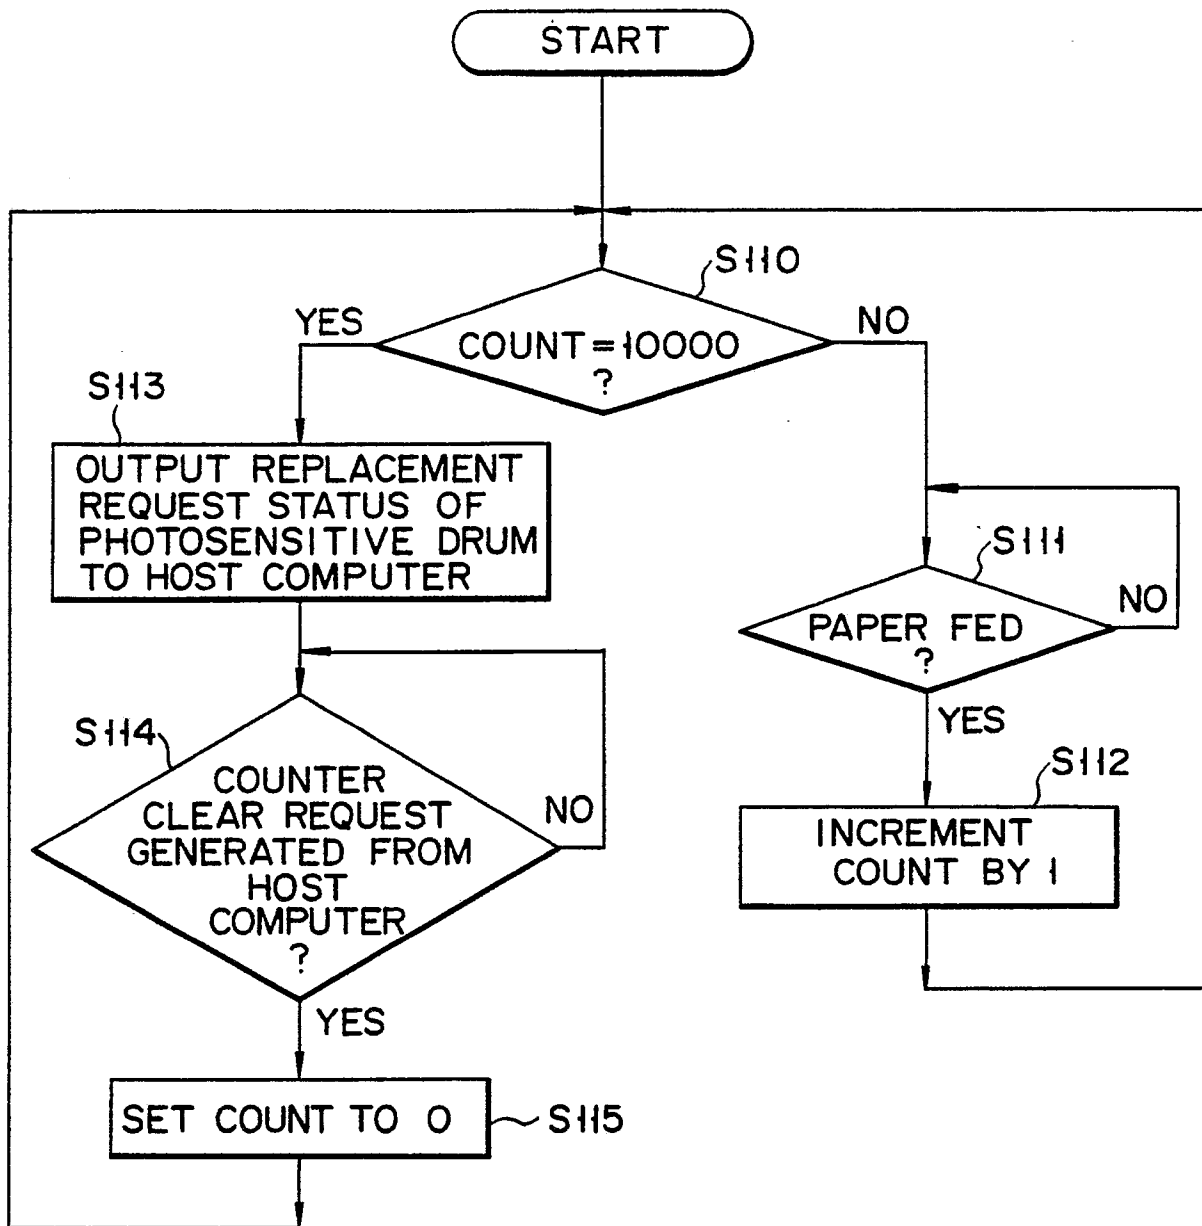 START
S110
YES
COUNT=10000
?
NO
S113
OUTPUT REPLACEMENT
REQUEST STATUS OF
PHOTOSENSITIVE DRUM
TO HOST COMPUTER
S111
PAPER FED
?
NO
YES
S114
COUNTER
CLEAR REQUEST
GENERATED FROM
HOST
COMPUTER
?
NO
YES
S112
INCREMENT
COUNT BY 1
SET COUNT TO 0
S115